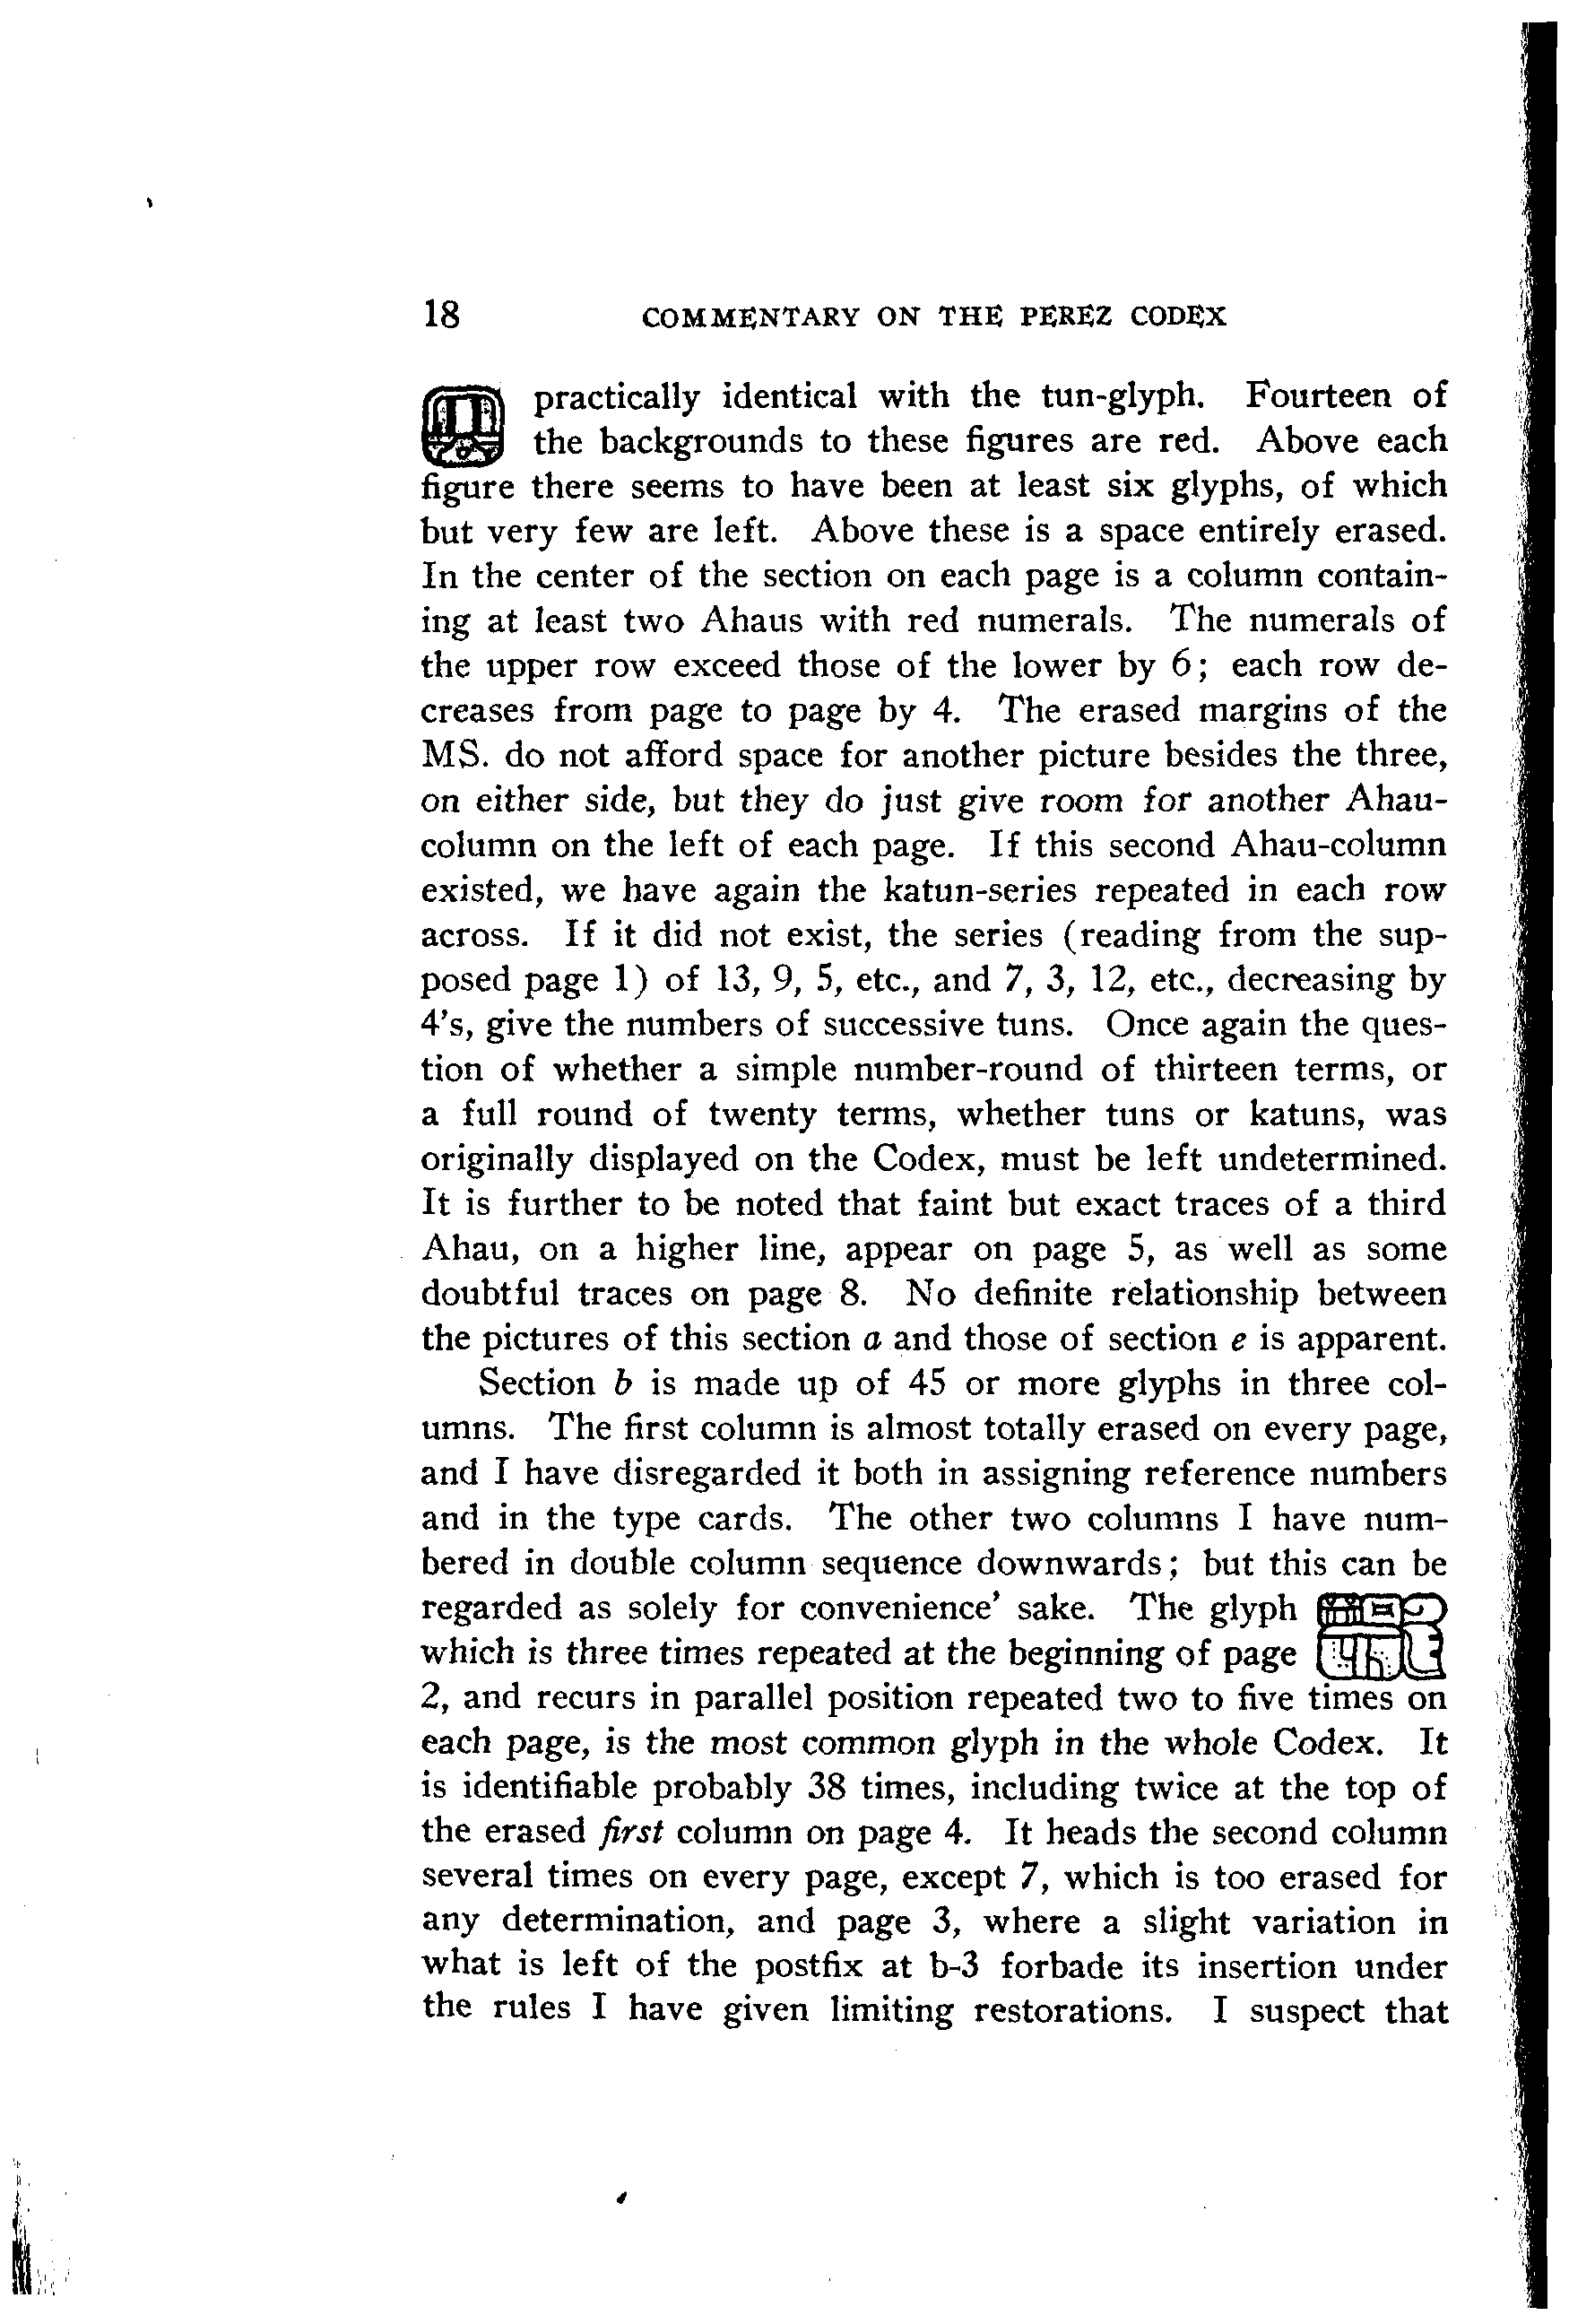 18 COMMENTARY ON THE PEREZ CODEX
practically identical with the tun-glyph. Fourteen of
the backgrounds to these figures are red. Above each
figure there seems to have been at least six glyphs, of which
but very few are left. Above these is a space entirely erased.
In the center of the section on each page is a column contain-
ing at least two Ahaus with red numerals. The numerals of
the upper row exceed those of the lower by 6; each row de-
creases from page to page by 4. The erased margins of the
MS. do not afford space for another picture besides the three,
on either side, but they do just give room for another Ahau-
column on the left of each page. If this second Ahau-column
existed, we have again the katun-series repeated in each row
across. If it did not exist, the series (reading from the sup-
posed page 1) of 13, 9, 5, etc., and 7, 3, 12, etc., decreasing by
4's, give the numbers of successive tuns. Once again the ques-
tion of whether a simple number-round of thirteen terms, or
a full round of twenty terms, whether tuns or katuns, was
originally displayed on the Codex, must be left undetermined.
It is further to be noted that faint but exact traces of a third
Ahau, on a higher line, appear on page 5, as well as some
doubtful traces on page 8. No definite relationship between
the pictures of this section a and those of section e is apparent.
Section b is made up of 45 or more glyphs in three col-
umns. The first column is almost totally erased on every page,
and I have disregarded it both in assigning reference numbers
and in the type cards. The other two columns I have num-
bered in double column sequence downwards; but this can be
regarded as solely for convenience' sake. The glyph
which is three times repeated at the beginning of page
2, and recurs in parallel position repeated two to five times on
each page, is the most common glyph in the whole Codex. It
is identifiable probably 38 times, including twice at the top of
the erased first column on page 4. It heads the second column
several times on every page, except 7, which is too erased for
any determination, and page 3, where a slight variation in
what is left of the postfix at b-3 forbade its insertion under
the rules I have given limiting restorations. I suspect that